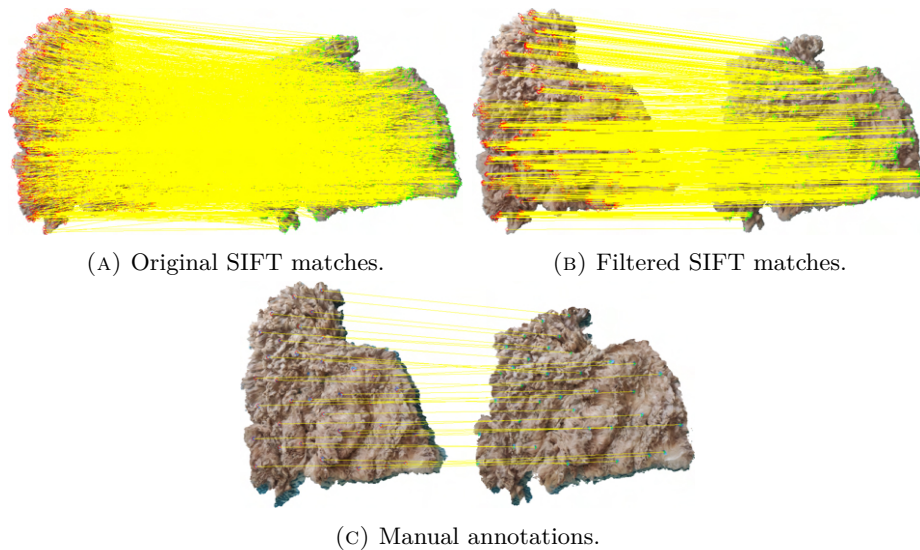 (A) Original SIFT matches.
(B) Filtered SIFT matches.
(C) Manual annotations.